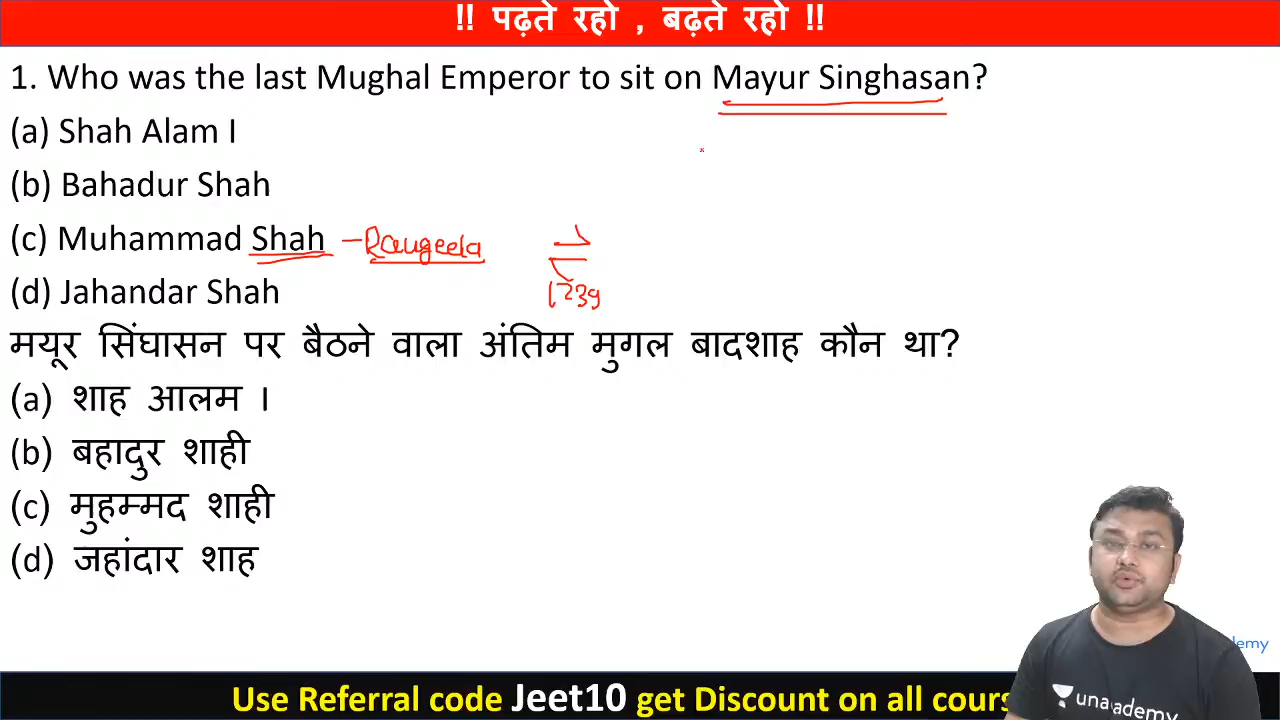 !! पढ़ते रहो , बढ़ते रहो !!
1. Who was the last Mughal Emperor to sit on Mayur Singhasan?
(a) Shah Alam I
(b) Bahadur Shah
(c) Muhammad Shah – Rangeela
(d) Jahandar Shah
1739
मयूर सिंघासन पर बैठने वाला अंतिम मुगल बादशाह कौन था?
(a) शाह आलम I
(b) बहादुर शाही
(c) मुहम्मद शाही
(d) जहांदार शाह
demy
unacademy
Use Referral code Jeet10 get Discount on all cours